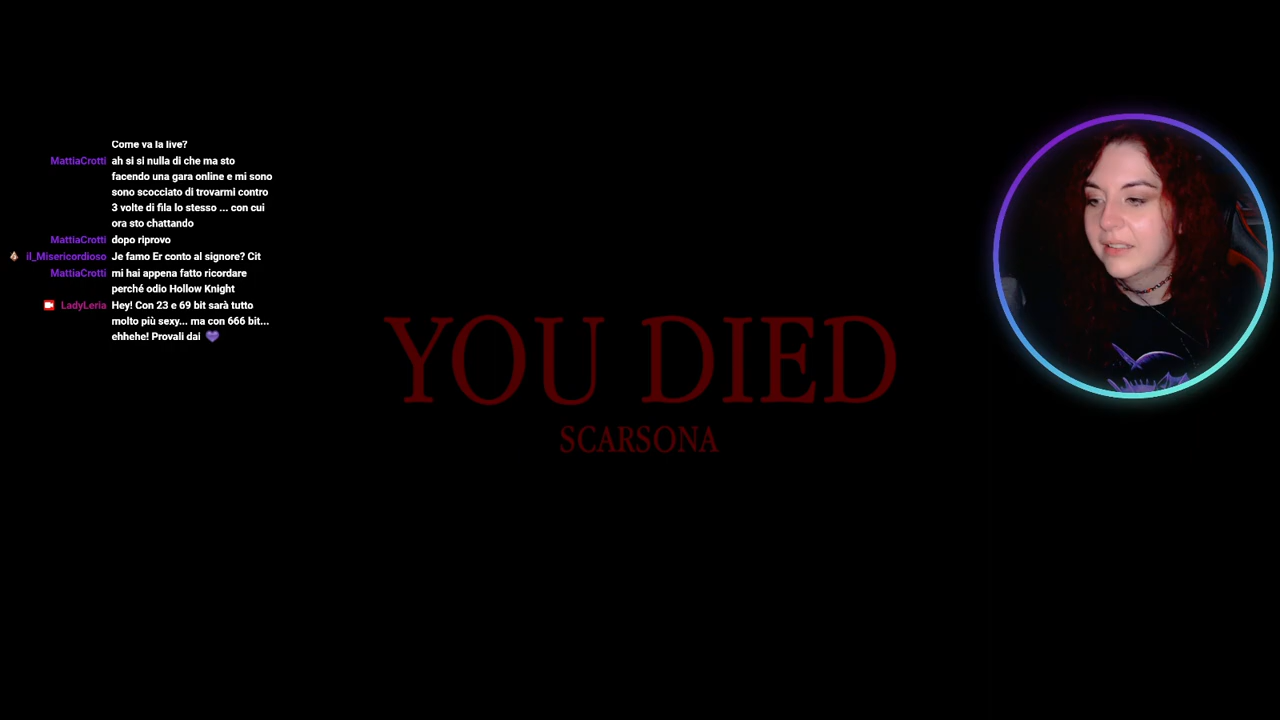 Come va la live?
MattiaCrotti ah si si nulla di che ma sto
facendo una gara online e mi sono
sono scocciato di trovarmi contro
3 volte di fila lo stesso ... con cui
ora sto chattando
MattiaCrotti dopo riprovo
il_Misericordioso Je famo Er conto al signore? Cit
MattiaCrotti mi hai appena fatto ricordare
perché odio Hollow Knight
LadyLeria Hey! Con 23 e 69 bit sarà tutto
molto più sexy... ma con 666 bit...
ehhehe! Provali dai 💜
YOU DIED
SCARSONA